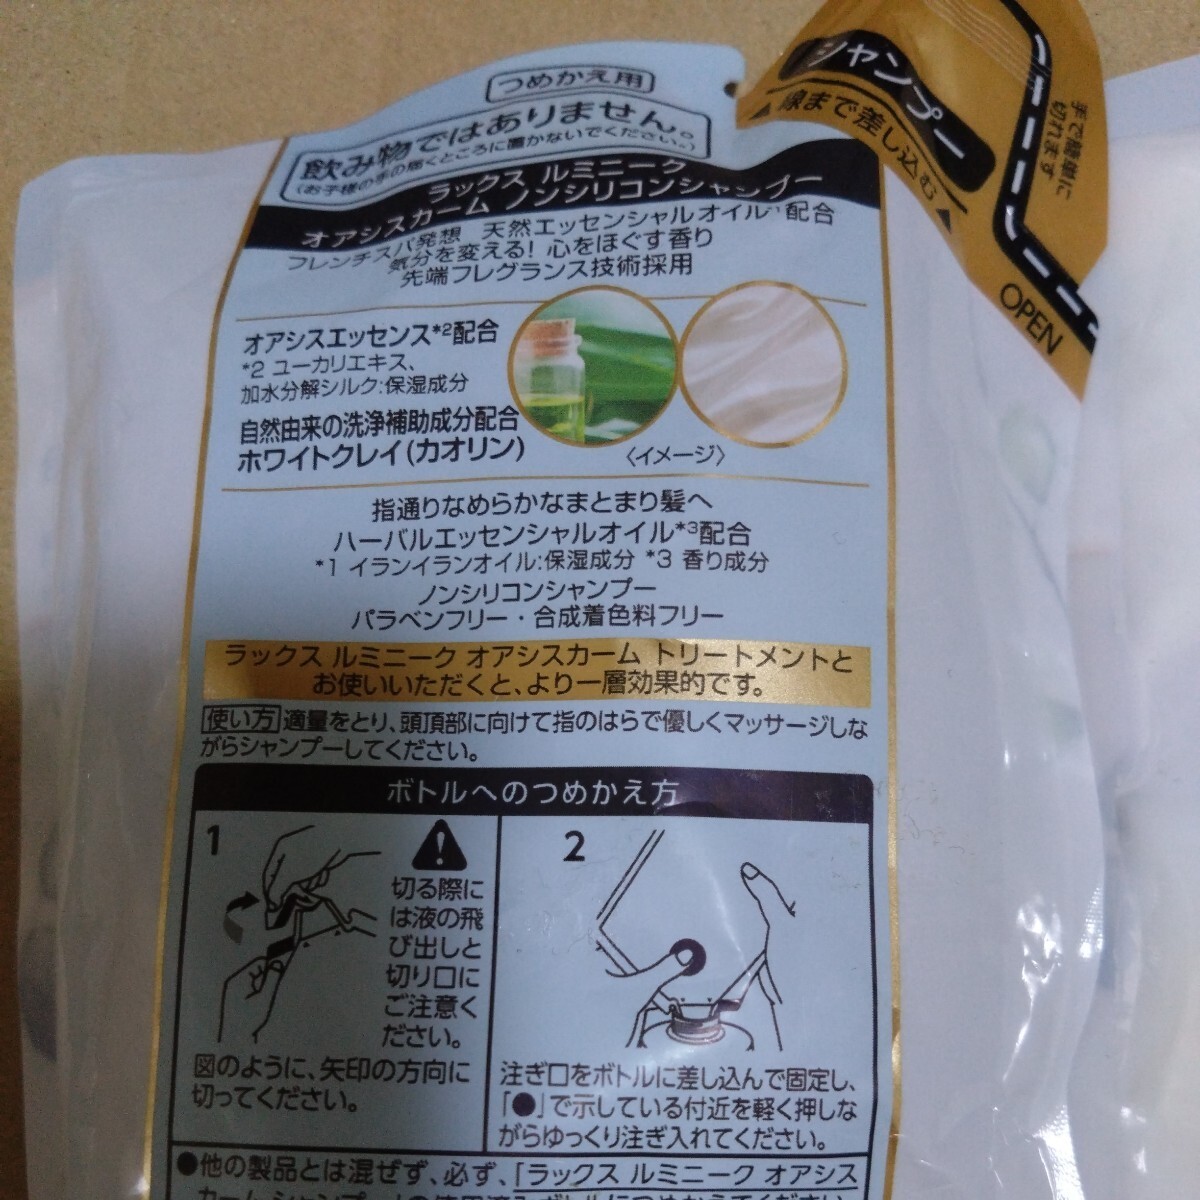 つめかえ用
飲み物ではありません。
(お子様の手の届くところに置かないでください。)
ラックス ルミニーク
オアシスカーム ノンシリコンシャンプー
フレンチスパ発想 天然エッセンシャルオイル*1配合
気分を変える! 心をほぐす香り
先端フレグランス技術採用
シャンプー
▲線まで差し込む▲
手で簡単に
切れます
OPEN
オアシスエッセンス*2配合
*2 ユーカリエキス、
加水分解シルク:保湿成分
自然由来の洗浄補助成分配合
ホワイトクレイ(カオリン)
〈イメージ〉
指通りなめらかなまとまり髪へ
ハーバルエッセンシャルオイル*3配合
*1 イランイランオイル:保湿成分 *3 香り成分
ノンシリコンシャンプー
パラベンフリー・合成着色料フリー
ラックス ルミニーク オアシスカーム トリートメントと
お使いいただくと、より一層効果的です。
使い方 適量をとり、頭頂部に向けて指のはらで優しくマッサージしな
がらシャンプーしてください。
ボトルへのつめかえ方
1
切る際に
は液の飛
び出しと
切り口に
ご注意く
ださい。
図のように、矢印の方向に
切ってください。
2
注ぎ口をボトルに差し込んで固定し、
「●」で示している付近を軽く押しな
がらゆっくり注ぎ入れてください。
●他の製品とは混ぜず、必ず、「ラックス ルミニーク オアシス
カーム シャンプー」の使用済みボトルにつめかえてください